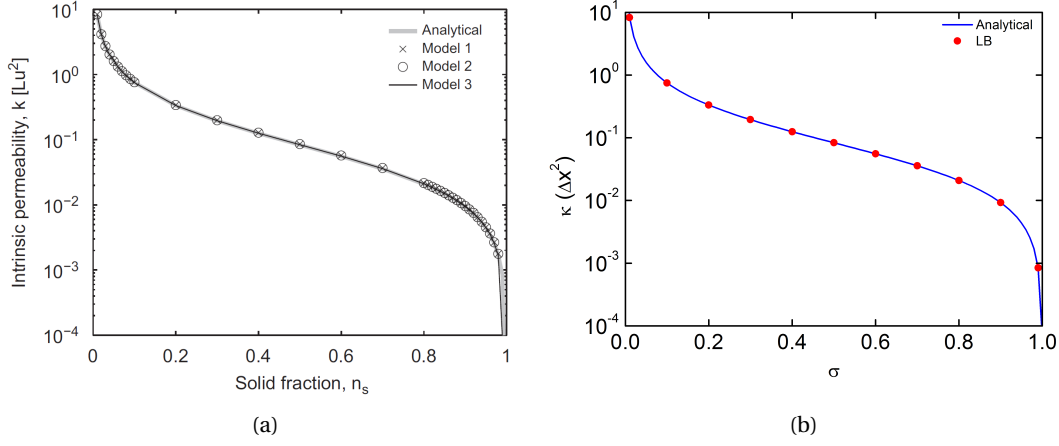 10^1
10^0
10^-1
10^-2
10^-3
10^-4
0
0.2
0.4
0.6
0.8
1
Intrinsic permeability, k [Lu^2]
Solid fraction, n_s
Analytical
Model 1
Model 2
Model 3
(a)
10^1
10^0
10^-1
10^-2
10^-3
10^-4
0.0
0.2
0.4
0.6
0.8
1.0
κ (Δx^2)
σ
Analytical
LB
(b)